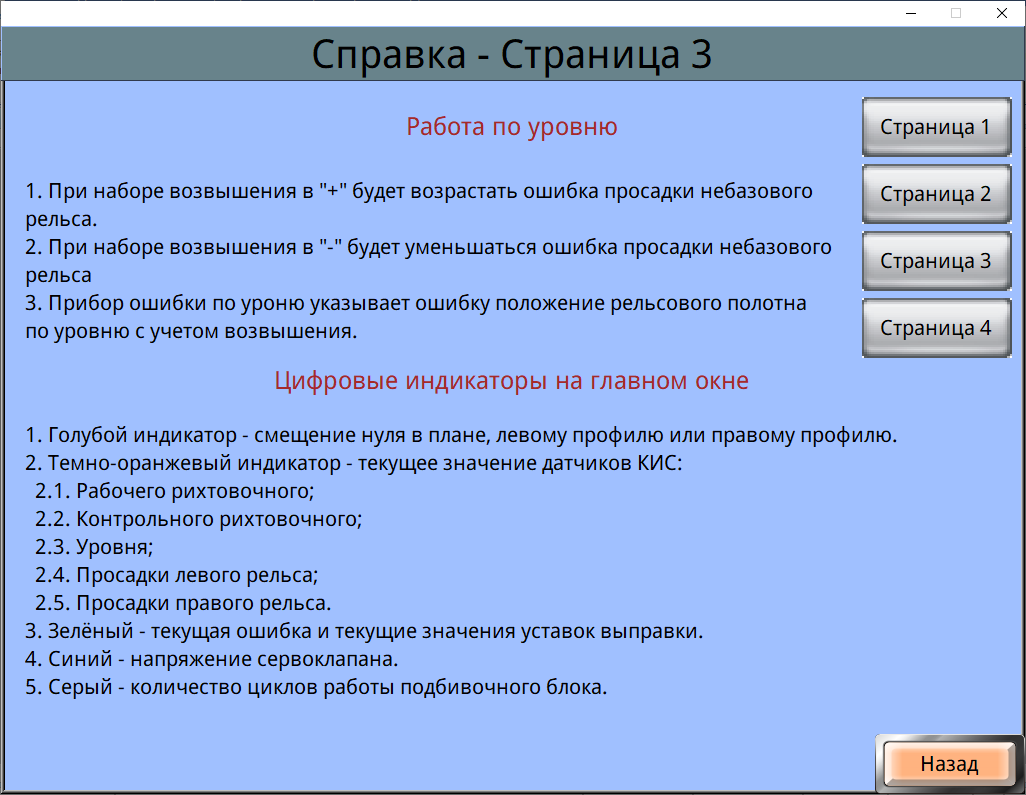 Справка - Страница 3
Работа по уровню
Страница 1
Страница 2
Страница 3
Страница 4
1. При наборе возвышения в "+" будет возрастать ошибка просадки небазового
рельса.
2. При наборе возвышения в "-" будет уменьшаться ошибка просадки небазового
рельса
3. Прибор ошибки по уроню указывает ошибку положение рельсового полотна
по уровню с учетом возвышения.
Цифровые индикаторы на главном окне
1. Голубой индикатор - смещение нуля в плане, левому профилю или правому профилю.
2. Темно-оранжевый индикатор - текущее значение датчиков КИС:
2.1. Рабочего рихтовочного;
2.2. Контрольного рихтовочного;
2.3. Уровня;
2.4. Просадки левого рельса;
2.5. Просадки правого рельса.
3. Зелёный - текущая ошибка и текущие значения уставок выправки.
4. Синий - напряжение сервоклапана.
5. Серый - количество циклов работы подбивочного блока.
Назад